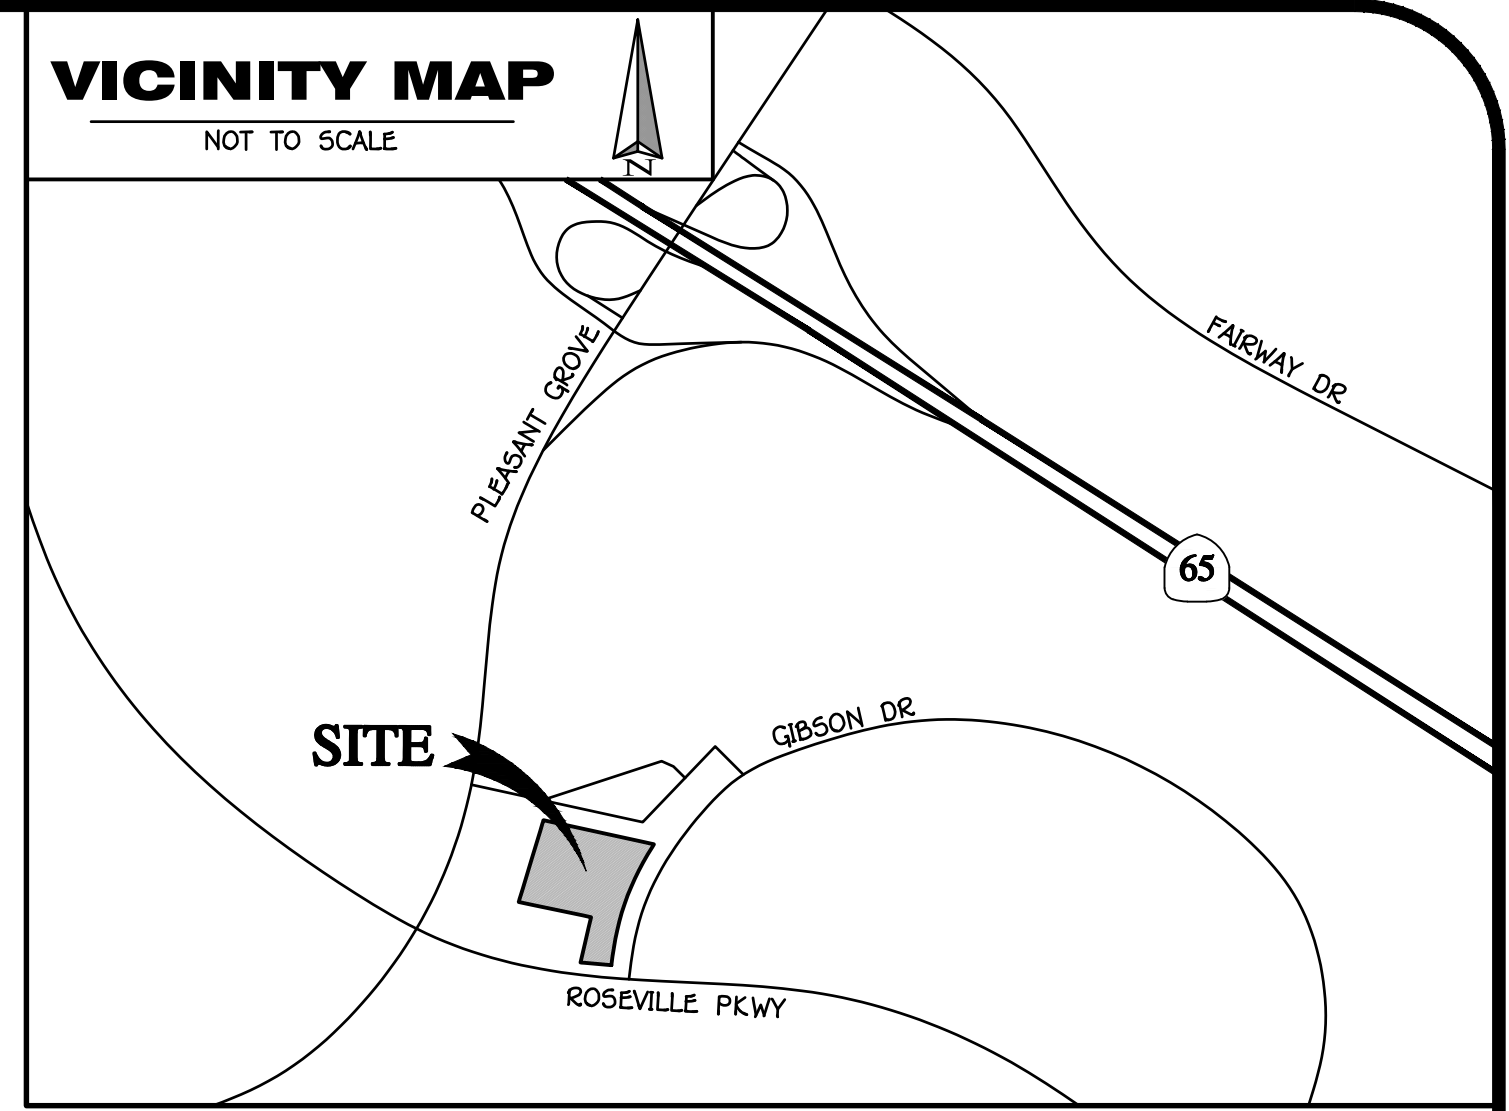 VICINITY MAP
NOT TO SCALE
N
PLEASANT GROVE
FAIRWAY DR
65
SITE
GIBSON DR
ROSEVILLE PKWY